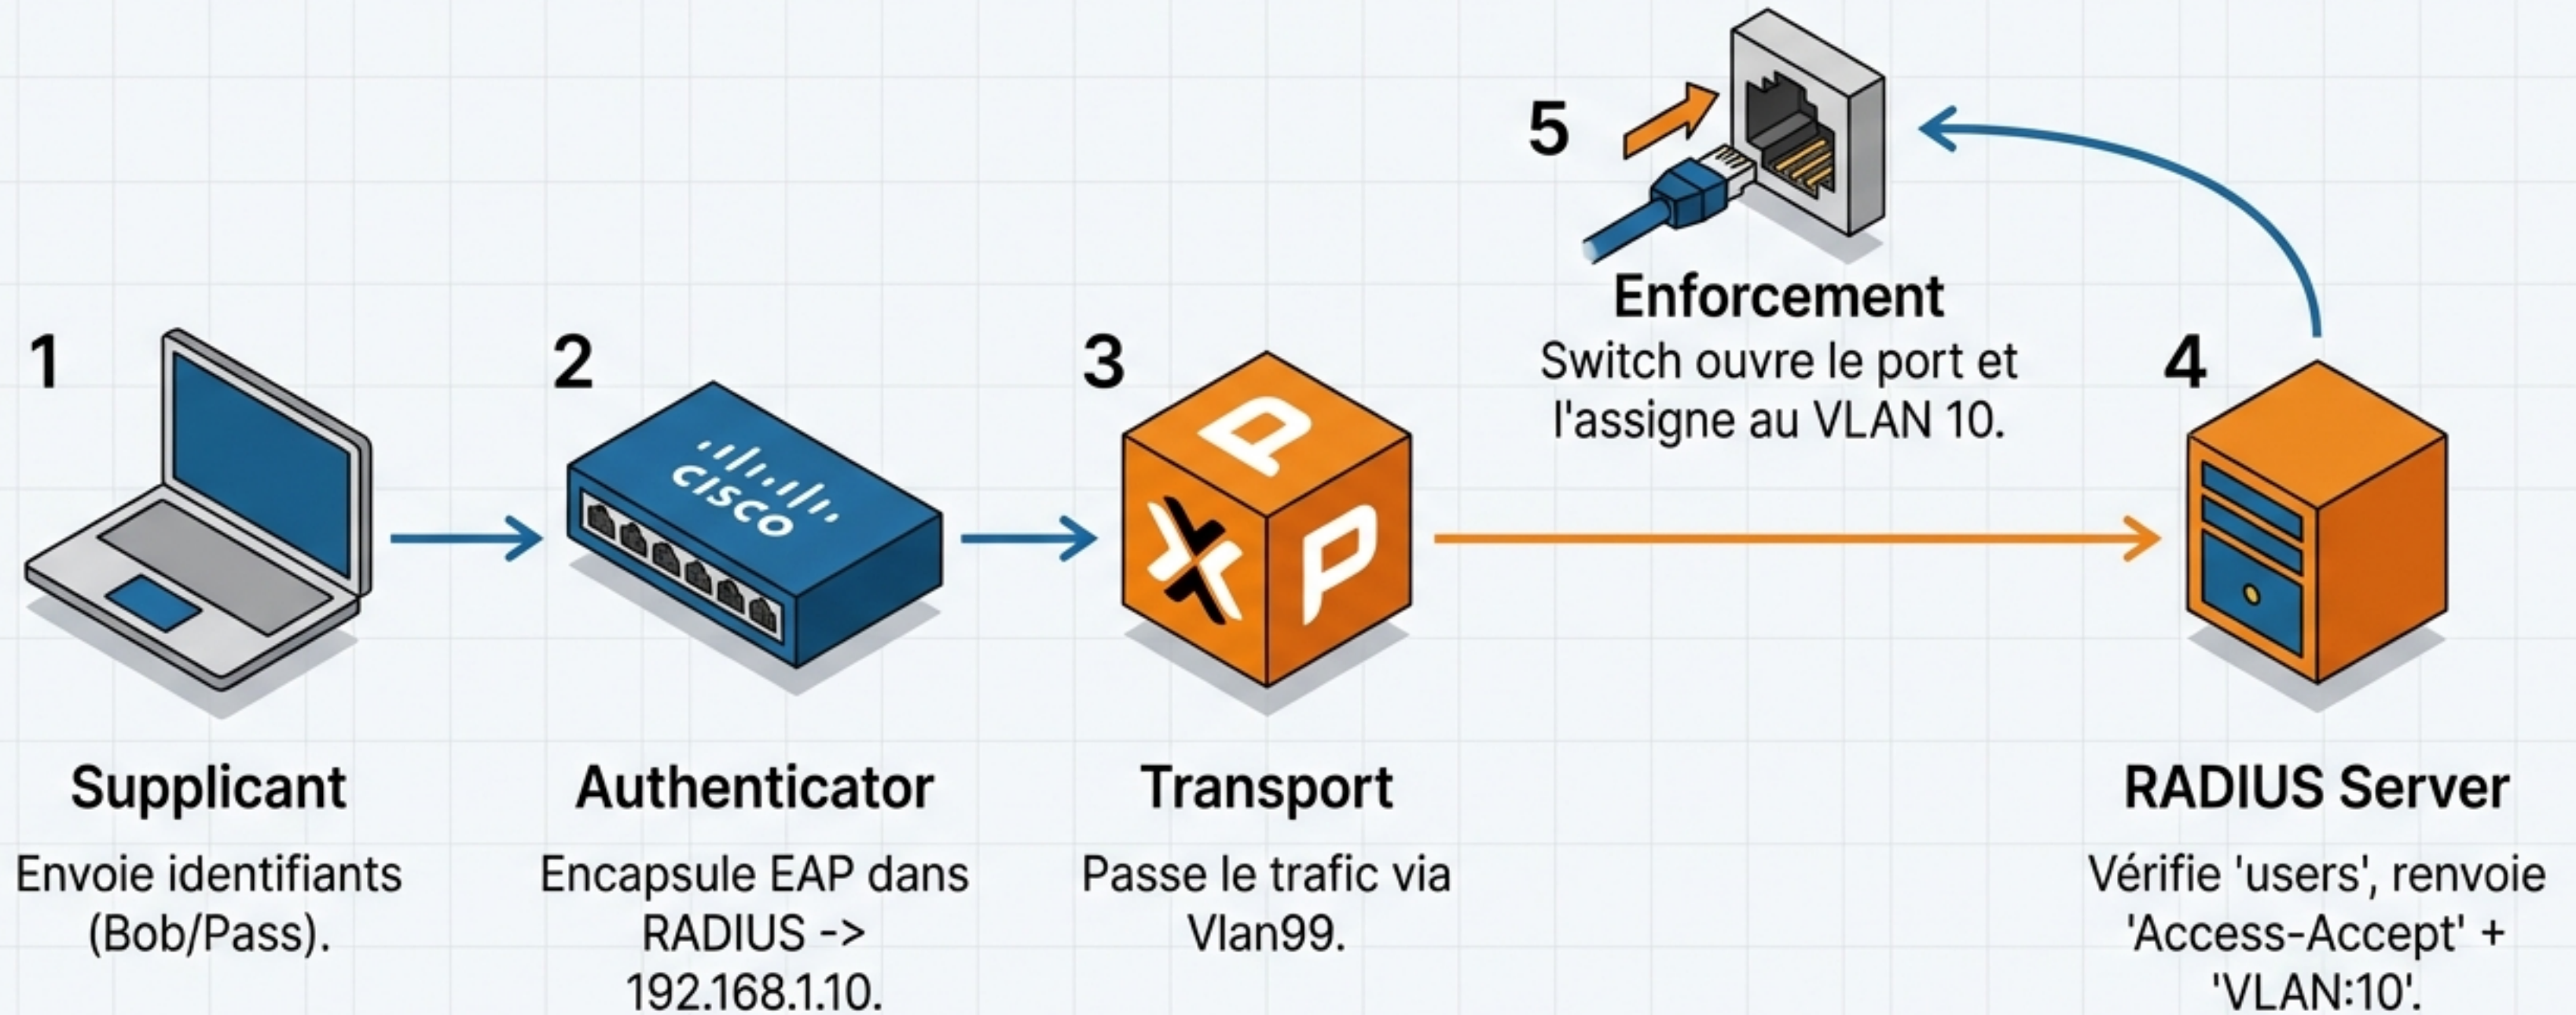 1
Supplicant
Envoie identifiants
(Bob/Pass).
2
CISCO
Authenticator
Encapsule EAP dans
RADIUS ->
192.168.1.10.
3
P
X
P
Transport
Passe le trafic via
Vlan99.
4
RADIUS Server
Vérifie 'users', renvoie
'Access-Accept' +
'VLAN:10'.
5
Enforcement
Switch ouvre le port et
l'assigne au VLAN 10.